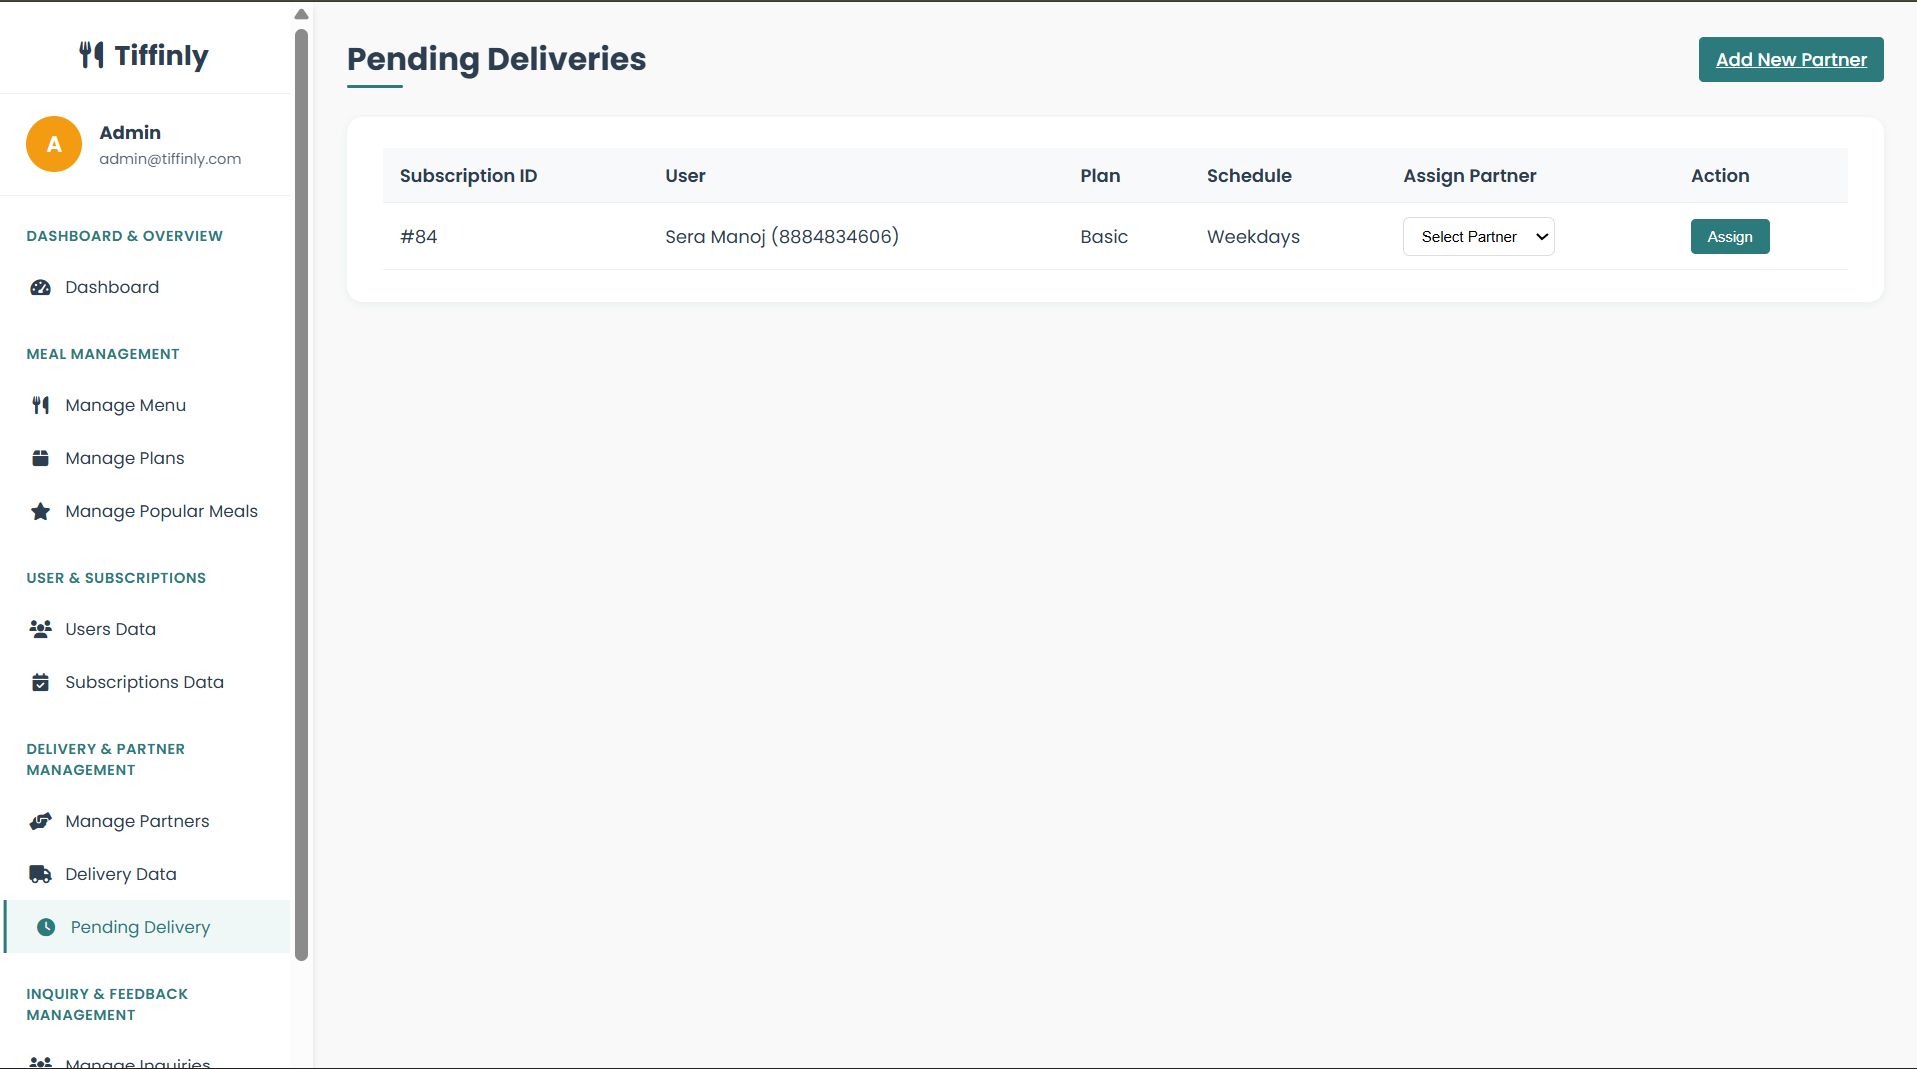 Tiffinly
A
Admin
admin@tiffinly.com
DASHBOARD & OVERVIEW
Dashboard
MEAL MANAGEMENT
Manage Menu
Manage Plans
Manage Popular Meals
USER & SUBSCRIPTIONS
Users Data
Subscriptions Data
DELIVERY & PARTNER
MANAGEMENT
Manage Partners
Delivery Data
Pending Delivery
INQUIRY & FEEDBACK
MANAGEMENT
Manage Inquiries
Pending Deliveries
Add New Partner
Subscription ID User Plan Schedule Assign Partner Action
#84 Sera Manoj (8884834606) Basic Weekdays Select Partner Assign